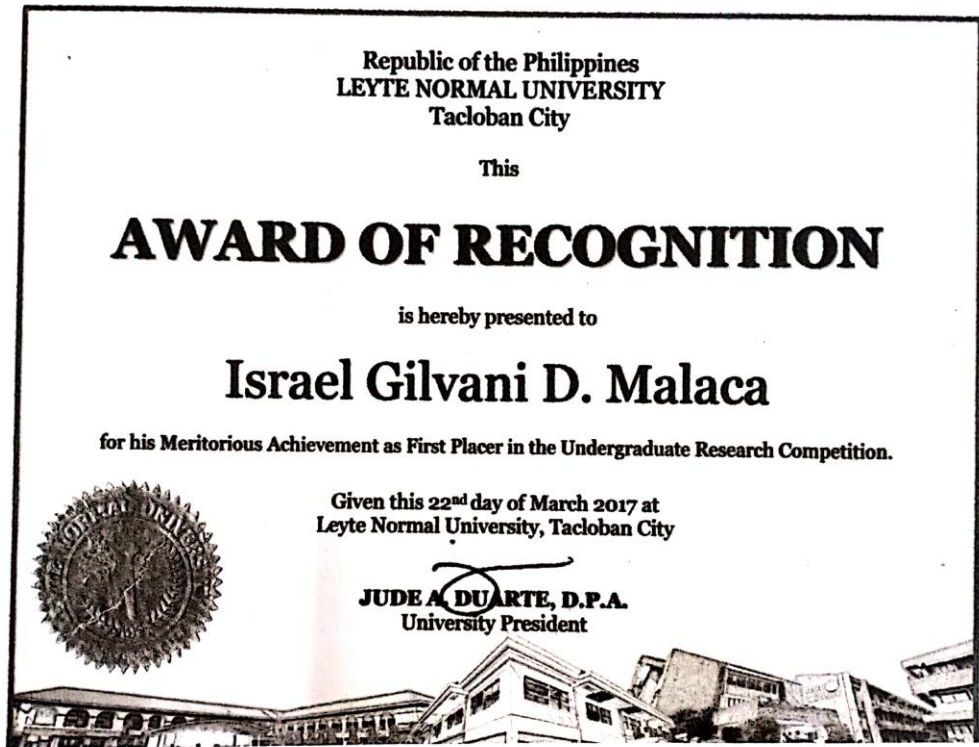 Republic of the Philippines
LEYTE NORMAL UNIVERSITY
Tacloban City
This
AWARD OF RECOGNITION
is hereby presented to
Israel Gilvani D. Malaca
for his Meritorious Achievement as First Placer in the Undergraduate Research Competition.
Given this 22nd day of March 2017 at
Leyte Normal University, Tacloban City
JUDE A. DUARTE, D.P.A.
University President